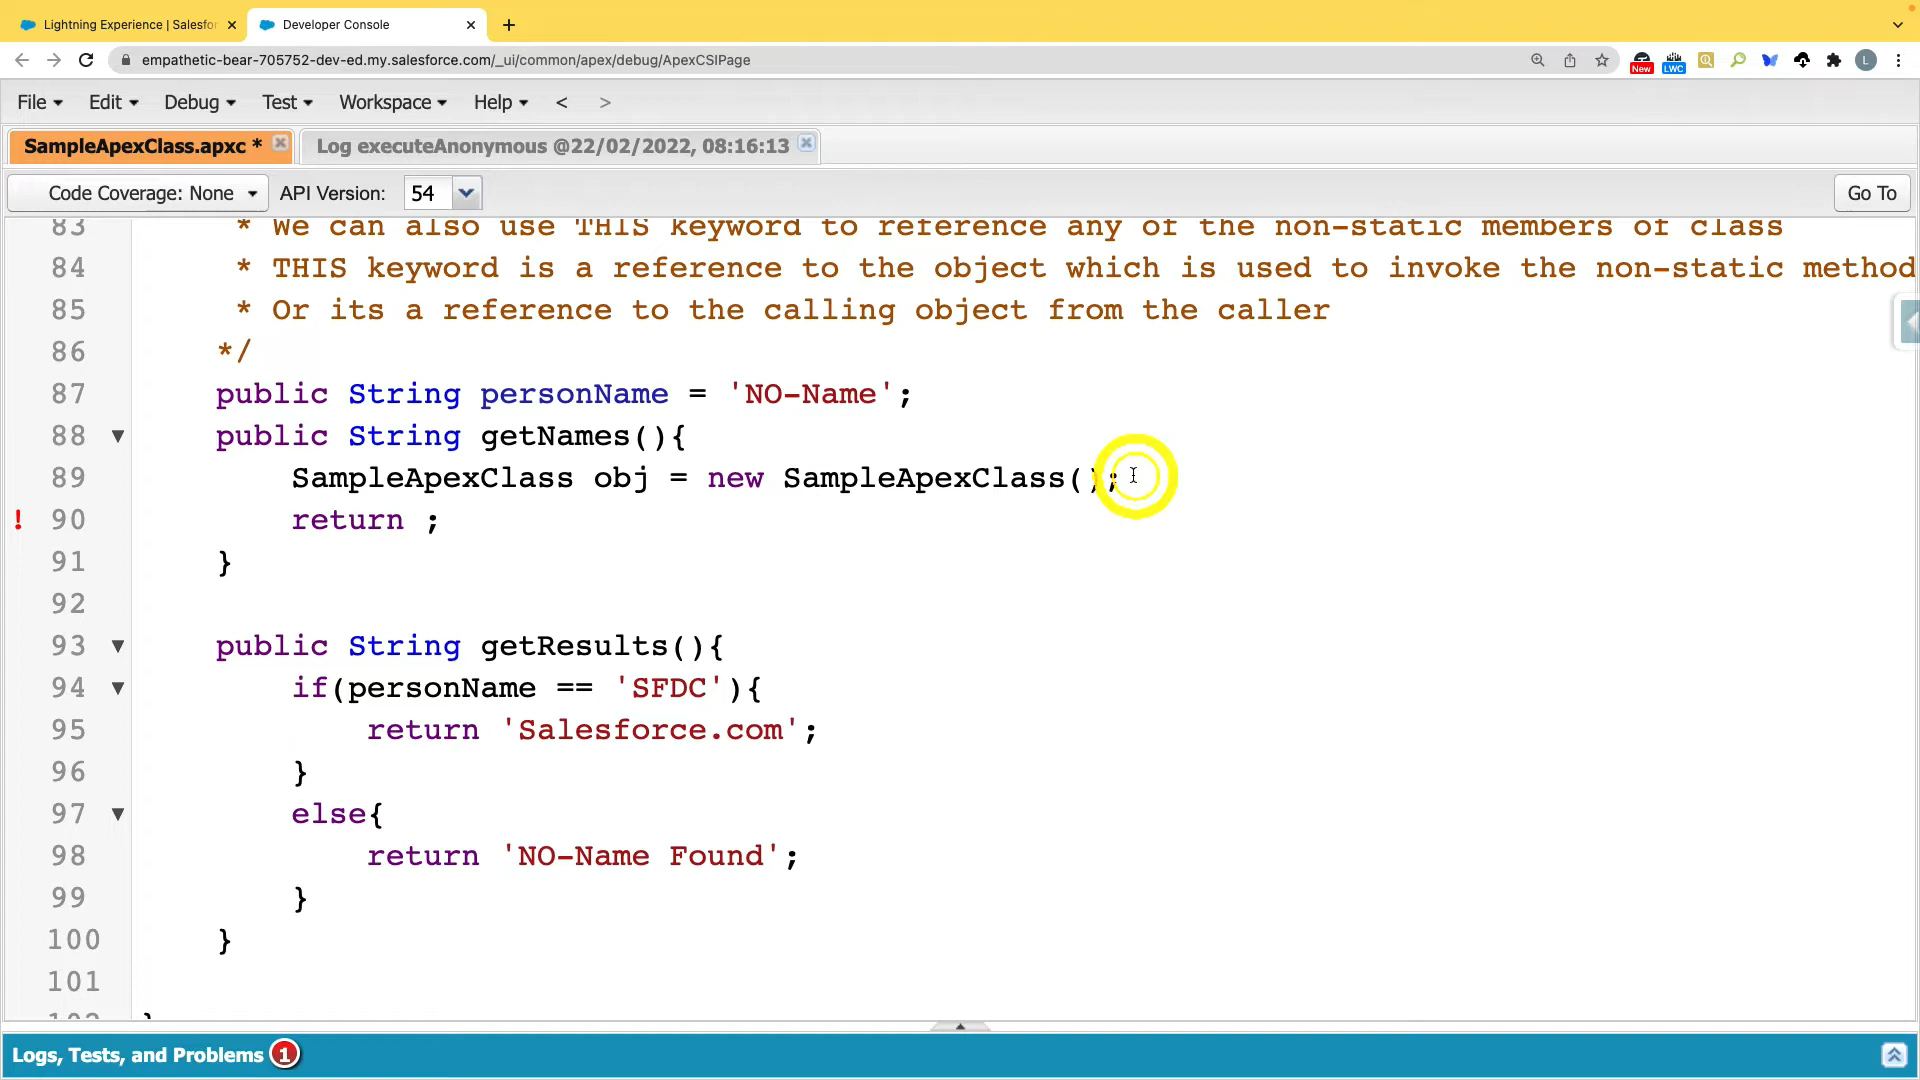 Lightning Experience | Salesfor
Developer Console
empathetic-bear-705752-dev-ed.my.salesforce.com/_ui/common/apex/debug/ApexCSIPage
New
LWC
L
File Edit Debug Test Workspace Help < >
SampleApexClass.apxc *
Log executeAnonymous @22/02/2022, 08:16:13
Code Coverage: None API Version: 54 Go To
83 * We can also use THIS keyword to reference any of the non-static members of class
84 * THIS keyword is a reference to the object which is used to invoke the non-static method
85 * Or its a reference to the calling object from the caller
86 */
87 public String personName = 'NO-Name';
88 public String getNames(){
89 SampleApexClass obj = new SampleApexClass();
! 90 return ;
91 }
92
93 public String getResults(){
94 if(personName == 'SFDC'){
95 return 'Salesforce.com';
96 }
97 else{
98 return 'NO-Name Found';
99 }
100 }
101
102 }
Logs, Tests, and Problems 1